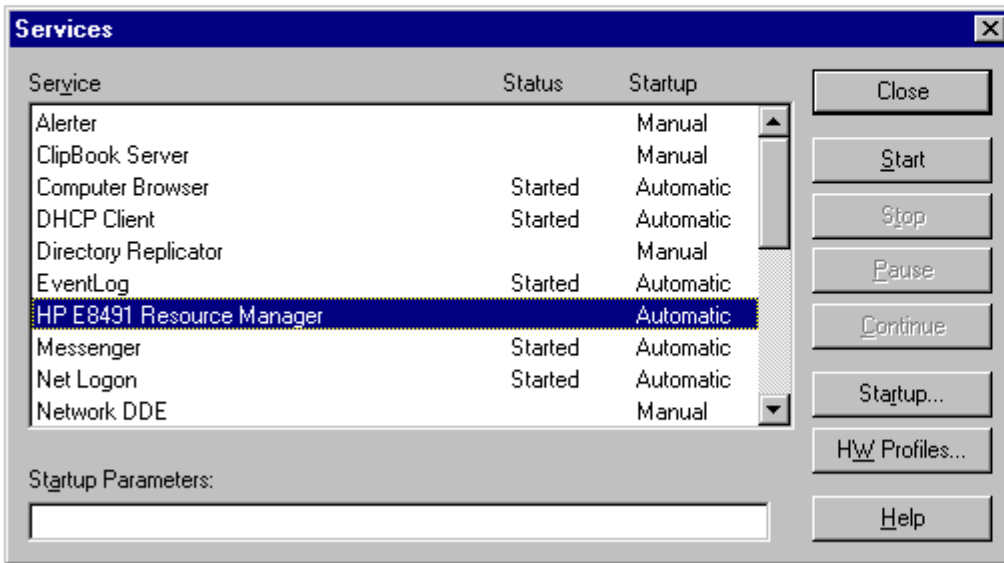 Services
Service Status Startup
Alerter Manual
ClipBook Server Manual
Computer Browser Started Automatic
DHCP Client Started Automatic
Directory Replicator Manual
EventLog Started Automatic
HP E8491 Resource Manager Automatic
Messenger Started Automatic
Net Logon Started Automatic
Network DDE Manual
Startup Parameters:
Close
Start
Stop
Pause
Continue
Startup...
HW Profiles...
Help